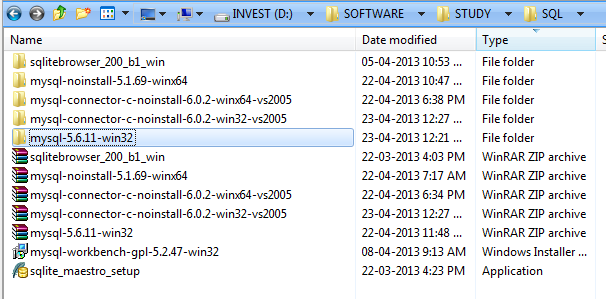 INVEST (D:) SOFTWARE STUDY SQL
Name Date modified Type
sqlitebrowser_200_b1_win 05-04-2013 10:53 ... File folder
mysql-noinstall-5.1.69-winx64 22-04-2013 10:47 ... File folder
mysql-connector-c-noinstall-6.0.2-winx64-vs2005 22-04-2013 6:38 PM File folder
mysql-connector-c-noinstall-6.0.2-win32-vs2005 23-04-2013 12:27 ... File folder
mysql-5.6.11-win32 23-04-2013 12:21 ... File folder
sqlitebrowser_200_b1_win 22-03-2013 4:03 PM WinRAR ZIP archive
mysql-noinstall-5.1.69-winx64 22-04-2013 7:17 AM WinRAR ZIP archive
mysql-connector-c-noinstall-6.0.2-winx64-vs2005 22-04-2013 6:34 PM WinRAR ZIP archive
mysql-connector-c-noinstall-6.0.2-win32-vs2005 23-04-2013 12:27 ... WinRAR ZIP archive
mysql-5.6.11-win32 22-04-2013 11:48 ... WinRAR ZIP archive
mysql-workbench-gpl-5.2.47-win32 08-04-2013 9:13 AM Windows Installer ...
sqlite_maestro_setup 22-03-2013 4:23 PM Application